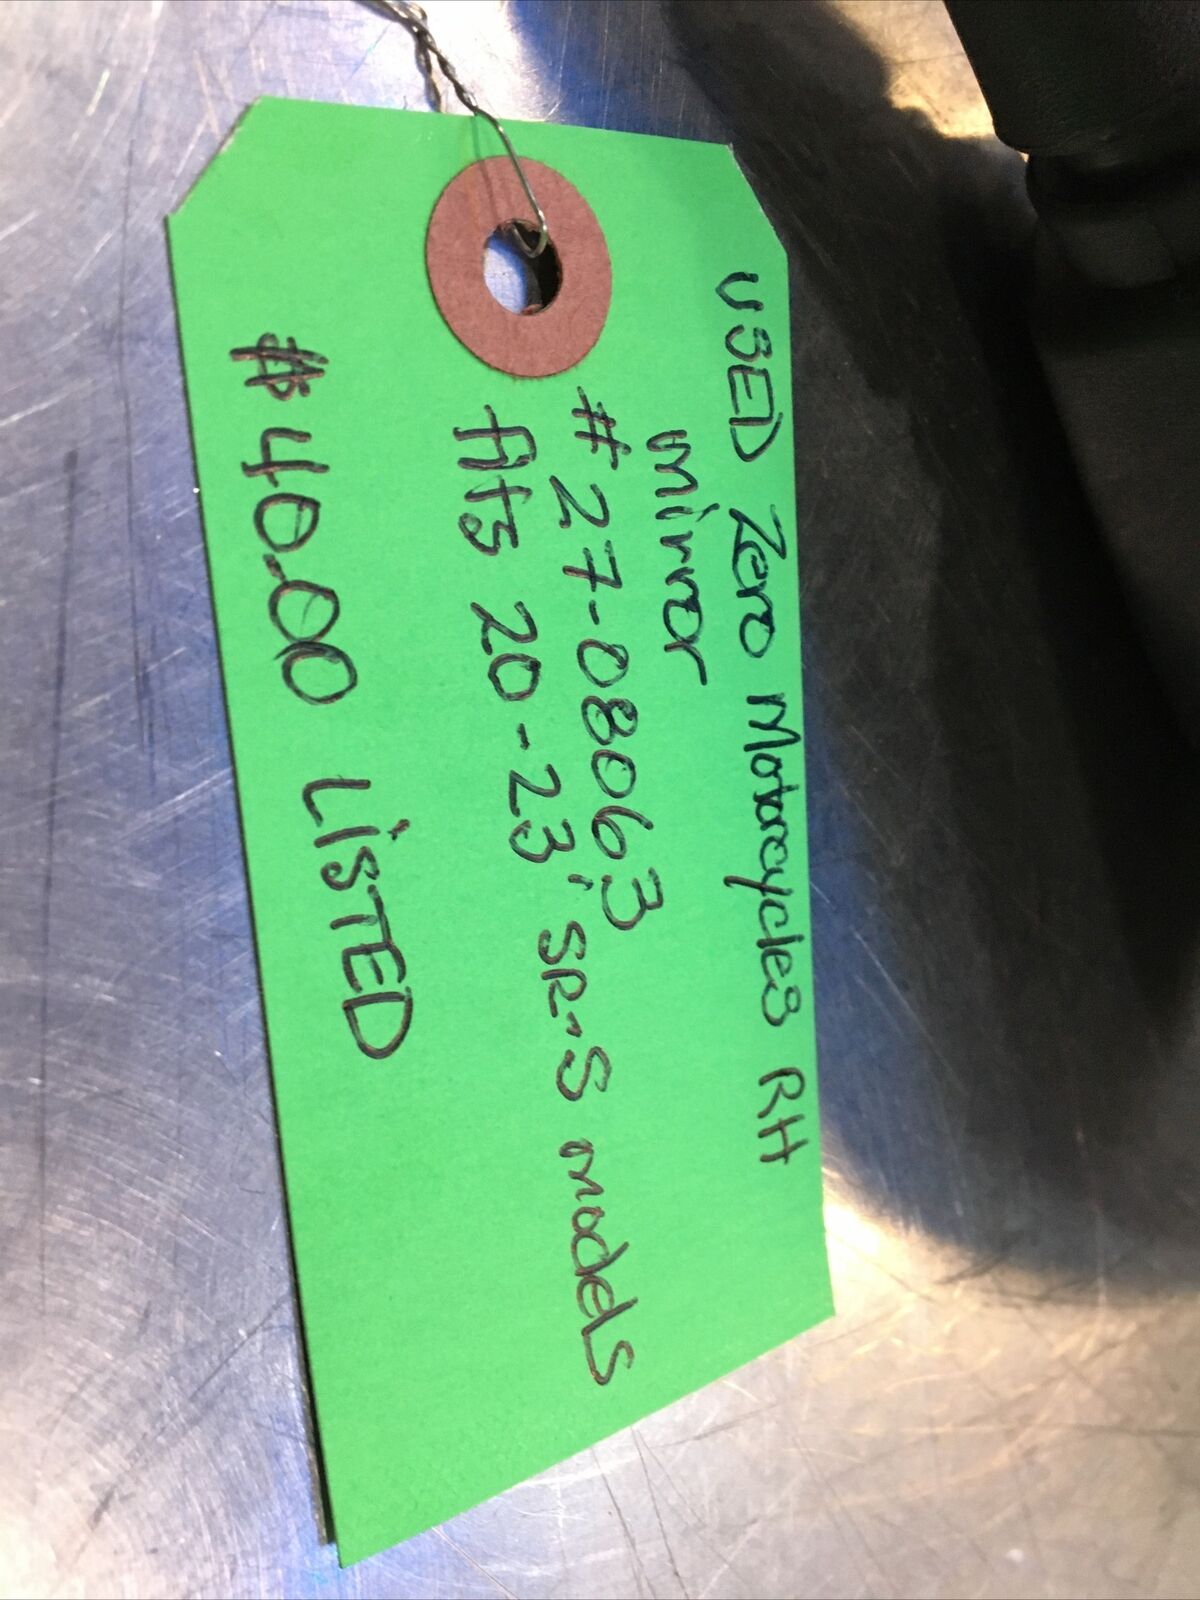 USED Zero Motorcycles RH
mirror
#27-08063
fits 20-23' SR-S models
$40.00 LiSTED